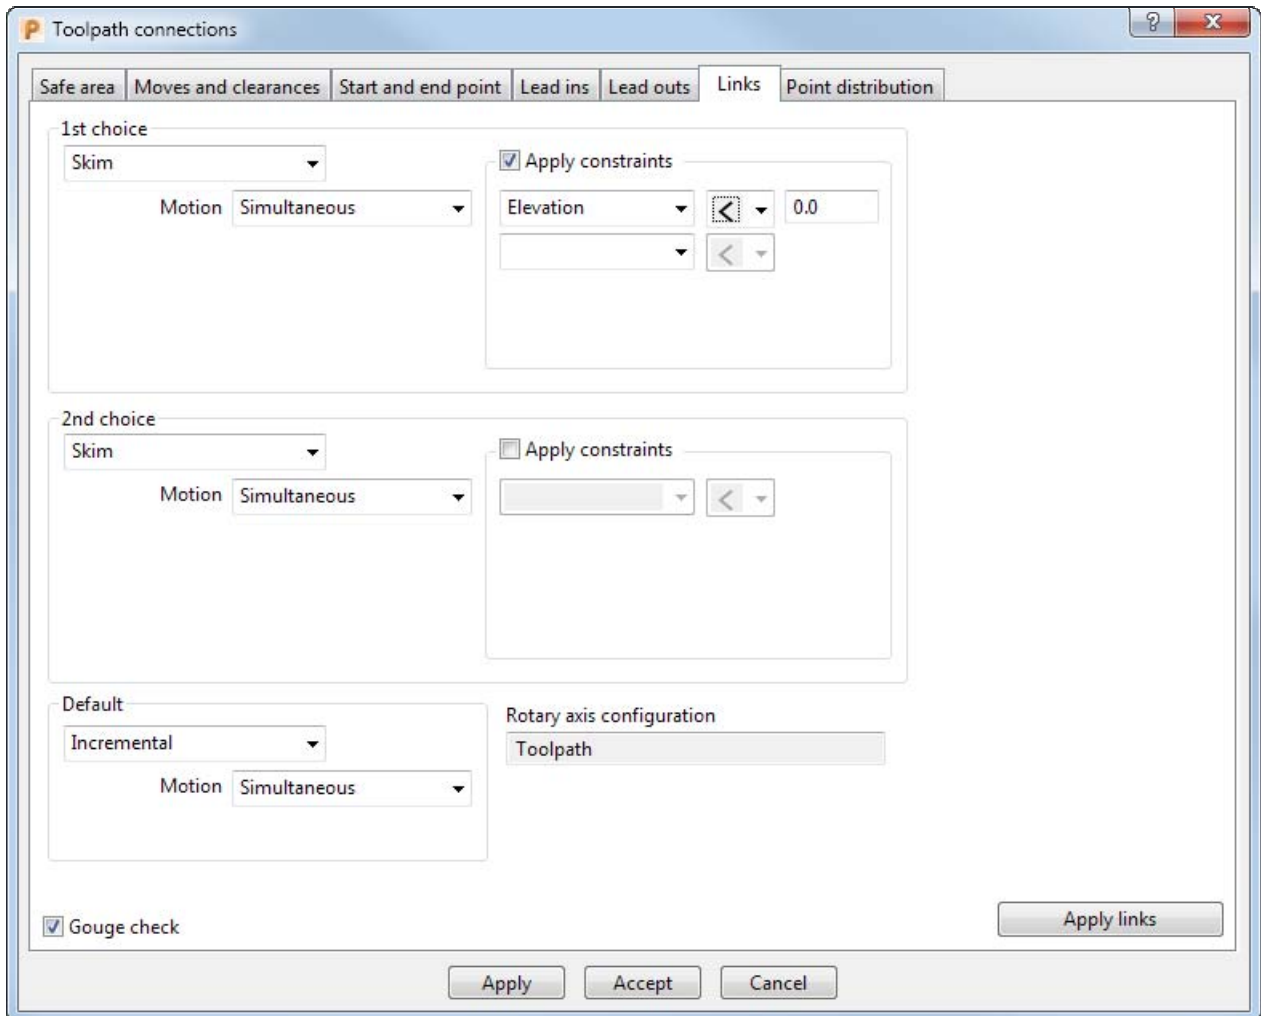 Toolpath connections
Safe area Moves and clearances Start and end point Lead ins Lead outs Links Point distribution
1st choice
Skim
Apply constraints
Motion Simultaneous
Elevation < 0.0
<
2nd choice
Skim
Apply constraints
Motion Simultaneous
<
Default
Incremental
Motion Simultaneous
Rotary axis configuration
Toolpath
Gouge check
Apply links
Apply Accept Cancel